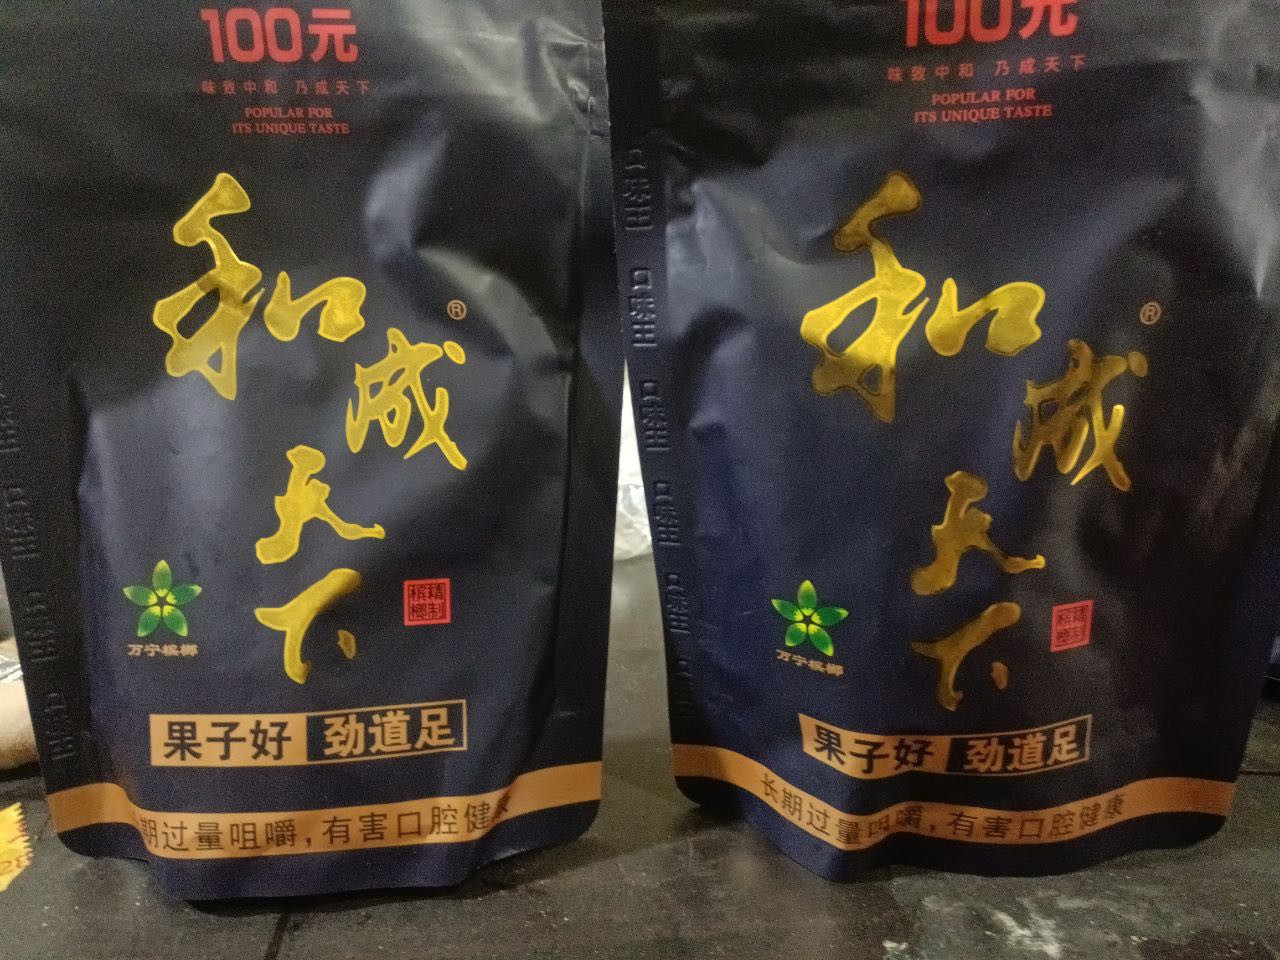 100元
味致中和 乃成天下
POPULAR FOR
ITS UNIQUE TASTE
和成天下
®
万宁槟榔
精制槟榔
果子好 劲道足
期过量咀嚼,有害口腔健康
100元
味致中和 乃成天下
POPULAR FOR
ITS UNIQUE TASTE
和成天下
®
万宁槟榔
精制槟榔
果子好 劲道足
长期过量咀嚼,有害口腔健康